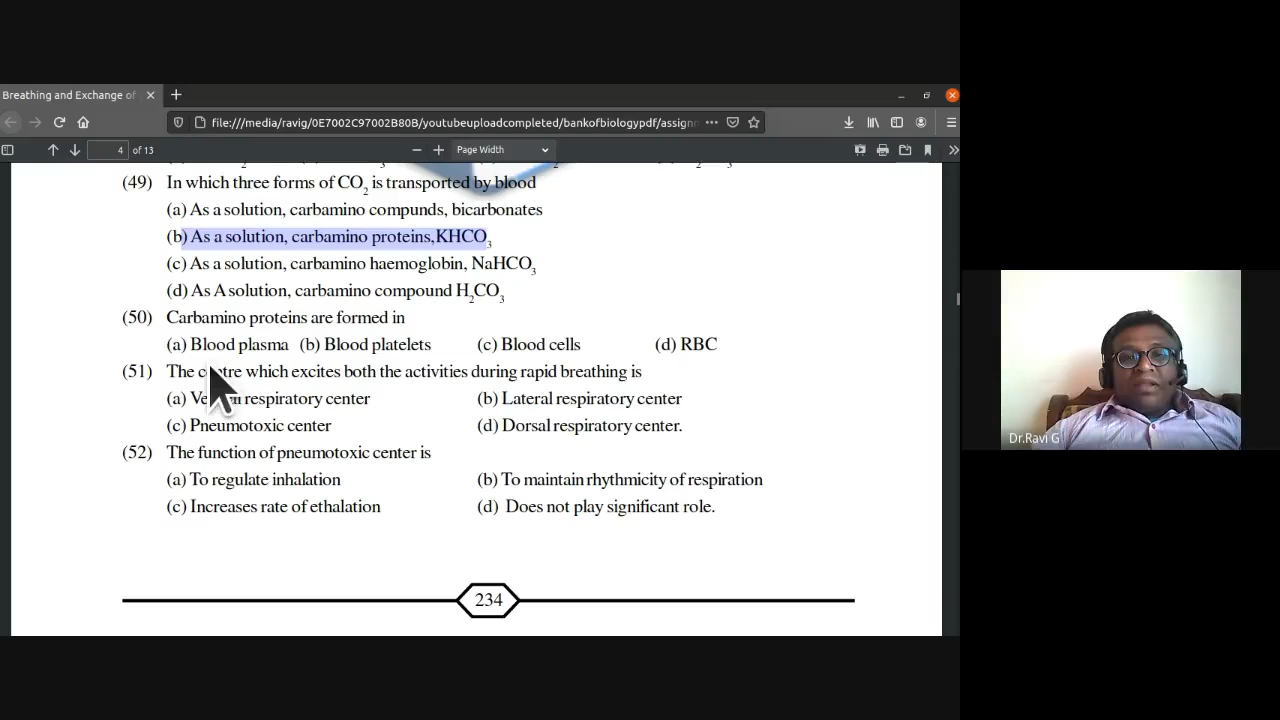 Breathing and Exchange of
file:///media/ravig/0E7002C97002B80B/youtubeuploadcompleted/bankofbiologypdf/assignn
4 of 13
Page Width
(49) In which three forms of CO2 is transported by blood
(a) As a solution, carbamino compunds, bicarbonates
(b) As a solution, carbamino proteins,KHCO3
(c) As a solution, carbamino haemoglobin, NaHCO3
(d) As A solution, carbamino compound H2CO3
(50) Carbamino proteins are formed in
(a) Blood plasma (b) Blood platelets (c) Blood cells (d) RBC
(51) The centre which excites both the activities during rapid breathing is
(a) respiratory center (b) Lateral respiratory center
(c) Pneumotoxic center (d) Dorsal respiratory center.
(52) The function of pneumotoxic center is
(a) To regulate inhalation (b) To maintain rhythmicity of respiration
(c) Increases rate of ethalation (d) Does not play significant role.
234
Dr.Ravi G